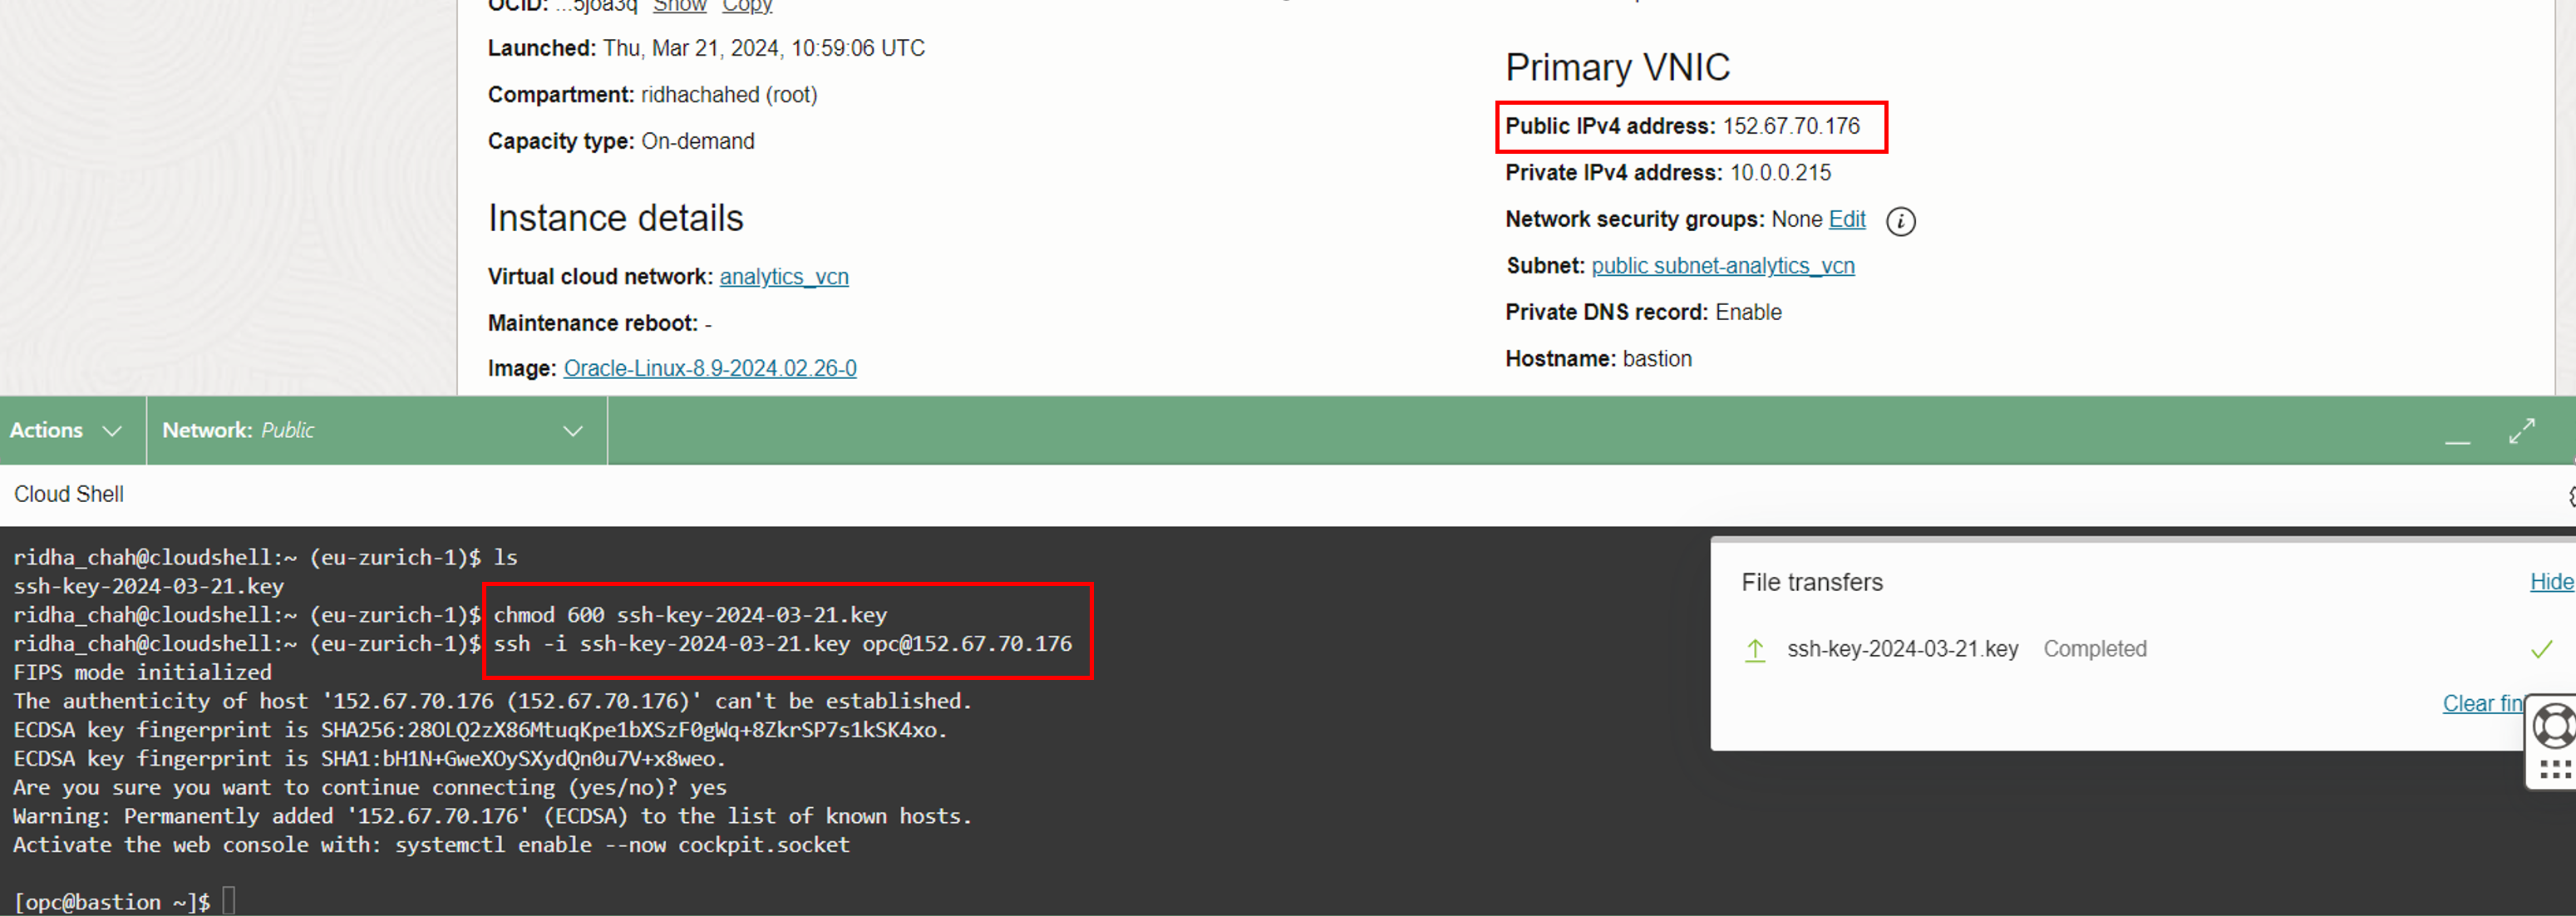 OCID: ...5joa3q Show Copy
Launched: Thu, Mar 21, 2024, 10:59:06 UTC
Compartment: ridhachahed (root)
Capacity type: On-demand
Instance details
Virtual cloud network: analytics_vcn
Maintenance reboot: -
Image: Oracle-Linux-8.9-2024.02.26-0
Primary VNIC
Public IPv4 address: 152.67.70.176
Private IPv4 address: 10.0.0.215
Network security groups: None Edit
Subnet: public subnet-analytics_vcn
Private DNS record: Enable
Hostname: bastion
Actions Network: Public
Cloud Shell
ridha_chah@cloudshell:~ (eu-zurich-1)$ ls
ssh-key-2024-03-21.key
ridha_chah@cloudshell:~ (eu-zurich-1)$ chmod 600 ssh-key-2024-03-21.key
ridha_chah@cloudshell:~ (eu-zurich-1)$ ssh -i ssh-key-2024-03-21.key opc@152.67.70.176
FIPS mode initialized
The authenticity of host '152.67.70.176 (152.67.70.176)' can't be established.
ECDSA key fingerprint is SHA256:28OLQ2zX86MtuqKpe1bXSzF0gWq+8ZkrSP7s1kSK4xo.
ECDSA key fingerprint is SHA1:bH1N+GweXOySXydQn0u7V+x8weo.
Are you sure you want to continue connecting (yes/no)? yes
Warning: Permanently added '152.67.70.176' (ECDSA) to the list of known hosts.
Activate the web console with: systemctl enable --now cockpit.socket
[opc@bastion ~]$
File transfers Hide
ssh-key-2024-03-21.key Completed
Clear fin